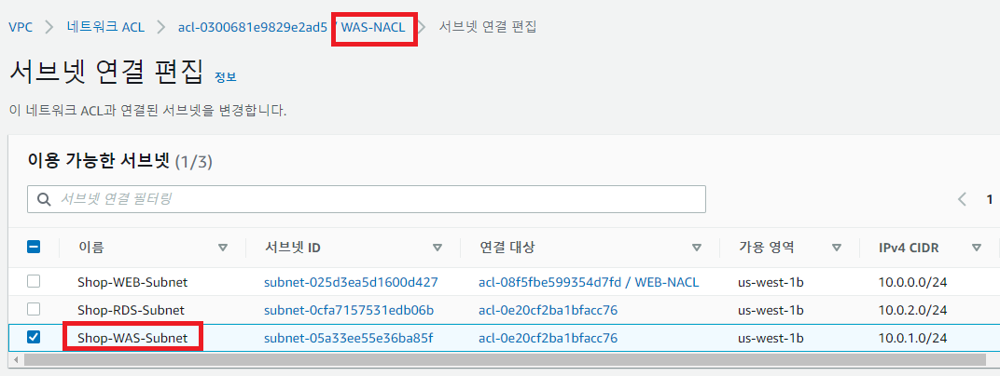 VPC > 네트워크 ACL > acl-0300681e9829e2ad5 / WAS-NACL > 서브넷 연결 편집
서브넷 연결 편집 정보
이 네트워크 ACL과 연결된 서브넷을 변경합니다.
이용 가능한 서브넷 (1/3)
서브넷 연결 필터링 1
이름 서브넷 ID 연결 대상 가용 영역 IPv4 CIDR
Shop-WEB-Subnet subnet-025d3ea5d1600d427 acl-08f5fbe599354d7fd / WEB-NACL us-west-1b 10.0.0.0/24
Shop-RDS-Subnet subnet-0cfa7157531edb06b acl-0e20cf2ba1bfacc76 us-west-1b 10.0.2.0/24
Shop-WAS-Subnet subnet-05a33ee55e36ba85f acl-0e20cf2ba1bfacc76 us-west-1b 10.0.1.0/24